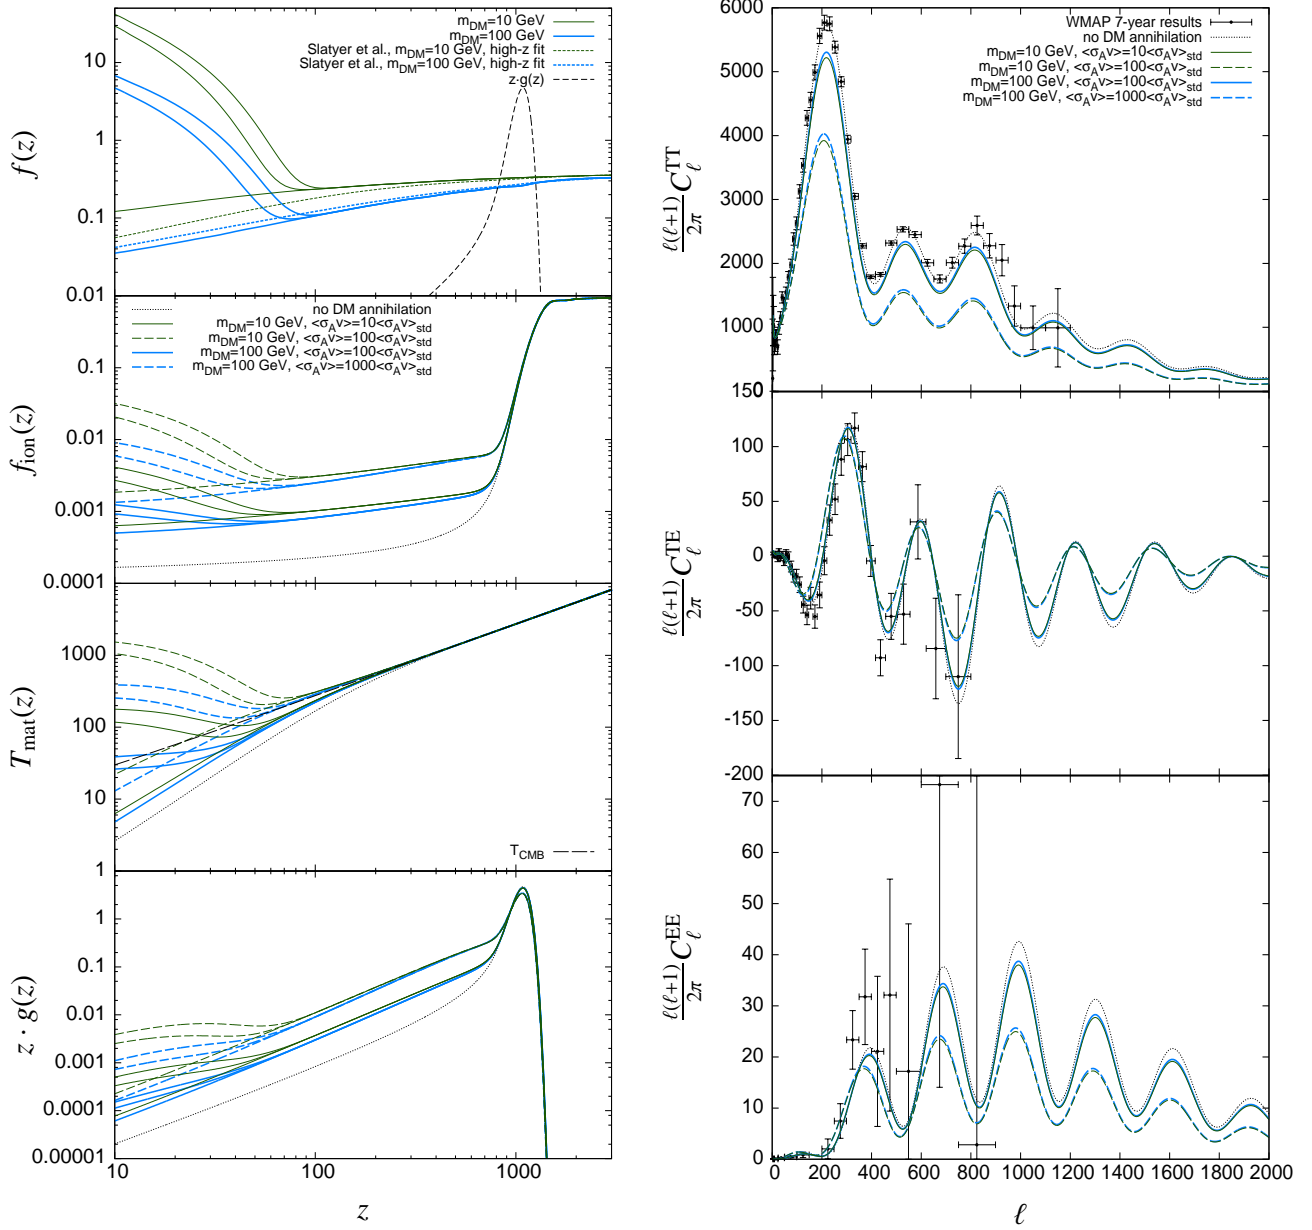 m_DM=10 GeV
m_DM=100 GeV
Slatyer et al., m_DM=10 GeV, high-z fit
Slatyer et al., m_DM=100 GeV, high-z fit
z·g(z)
f(z)
10
1
0.1
0.01
no DM annihilation
m_DM=10 GeV, <σ_A v>=10<σ_A v>_std
m_DM=10 GeV, <σ_A v>=100<σ_A v>_std
m_DM=100 GeV, <σ_A v>=100<σ_A v>_std
m_DM=100 GeV, <σ_A v>=1000<σ_A v>_std
f_ion(z)
0.1
0.01
0.001
0.0001
T_mat(z)
1000
100
10
1
T_CMB
z · g(z)
1
0.1
0.01
0.001
0.0001
0.00001
10 100 1000
z
WMAP 7-year results
no DM annihilation
m_DM=10 GeV, <σ_A v>=10<σ_A v>_std
m_DM=10 GeV, <σ_A v>=100<σ_A v>_std
m_DM=100 GeV, <σ_A v>=100<σ_A v>_std
m_DM=100 GeV, <σ_A v>=1000<σ_A v>_std
ℓ(ℓ+1)/2π C_ℓ^TT
6000
5000
4000
3000
2000
1000
0
ℓ(ℓ+1)/2π C_ℓ^TE
150
100
50
0
-50
-100
-150
-200
ℓ(ℓ+1)/2π C_ℓ^EE
70
60
50
40
30
20
10
0
0 200 400 600 800 1000 1200 1400 1600 1800 2000
ℓ